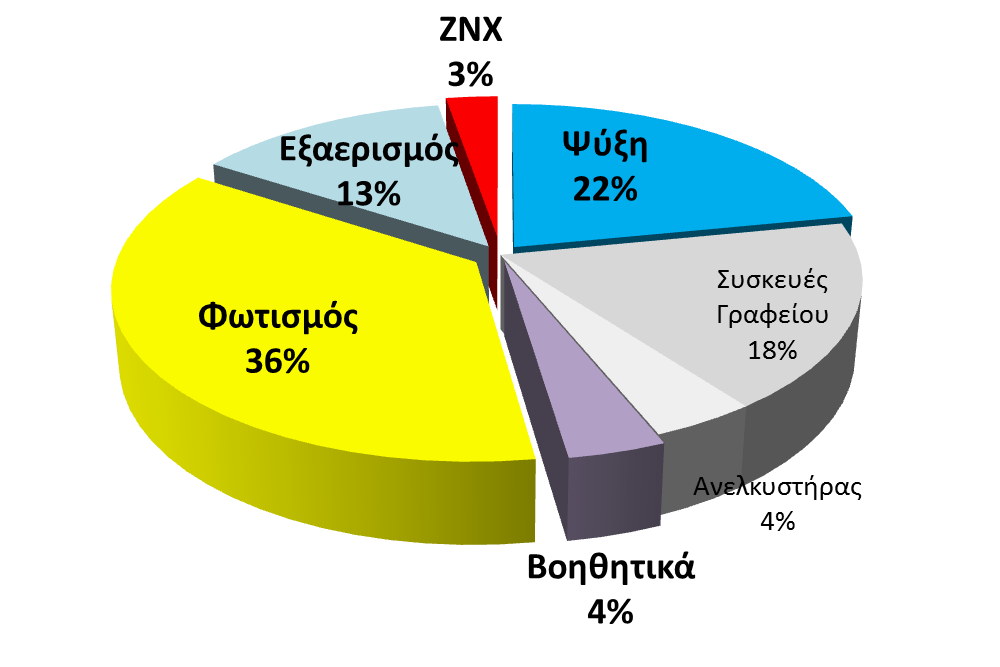 ΖΝΧ
3%
Ψύξη
22%
Εξαερισμός
13%
Συσκευές
Γραφείου
18%
Φωτισμός
36%
Ανελκυστήρας
4%
Βοηθητικά
4%